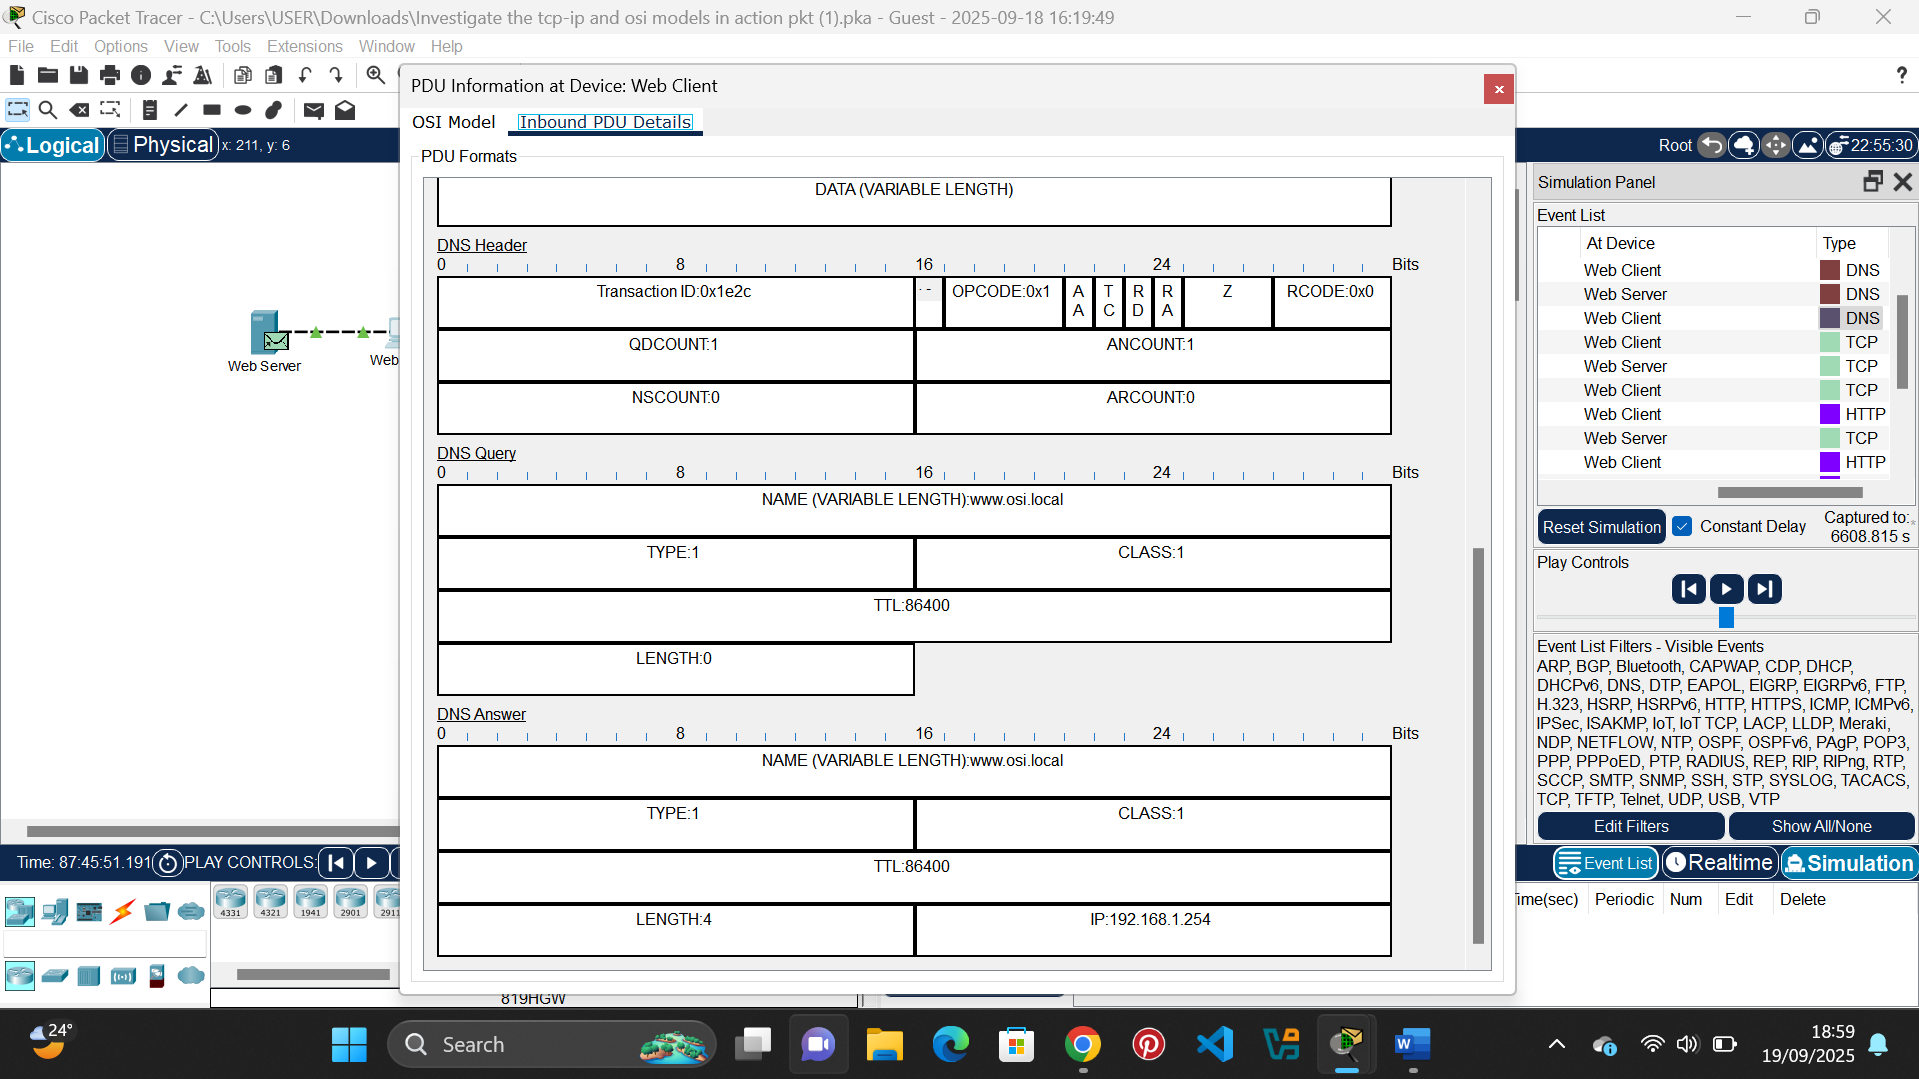 Cisco Packet Tracer - C:\Users\USER\Downloads\Investigate the tcp-ip and osi models in action pkt (1).pka - Guest - 2025-09-18 16:19:49
File Edit Options View Tools Extensions Window Help
?
PDU Information at Device: Web Client
OSI Model Inbound PDU Details
PDU Formats
Logical Physical x: 211, y: 6
Root 22:55:30
Web Server
Web
DATA (VARIABLE LENGTH)
DNS Header
0 8 16 24 Bits
Transaction ID:0x1e2c OPCODE:0x1 AA TC RD RA Z RCODE:0x0
QDCOUNT:1 ANCOUNT:1
NSCOUNT:0 ARCOUNT:0
DNS Query
0 8 16 24 Bits
NAME (VARIABLE LENGTH):www.osi.local
TYPE:1 CLASS:1
TTL:86400
LENGTH:0
DNS Answer
0 8 16 24 Bits
NAME (VARIABLE LENGTH):www.osi.local
TYPE:1 CLASS:1
TTL:86400
LENGTH:4 IP:192.168.1.254
Simulation Panel
Event List
At Device Type
Web Client DNS
Web Server DNS
Web Client DNS
Web Client TCP
Web Server TCP
Web Client TCP
Web Client HTTP
Web Server TCP
Web Client HTTP
Reset Simulation Constant Delay Captured to:
6608.815 s
Play Controls
Event List Filters - Visible Events
ARP, BGP, Bluetooth, CAPWAP, CDP, DHCP,
DHCPv6, DNS, DTP, EAPOL, EIGRP, EIGRPv6, FTP,
H.323, HSRP, HSRPv6, HTTP, HTTPS, ICMP, ICMPv6,
IPSec, ISAKMP, IoT, IoT TCP, LACP, LLDP, Meraki,
NDP, NETFLOW, NTP, OSPF, OSPFv6, PAgP, POP3,
PPP, PPPoED, PTP, RADIUS, REP, RIP, RIPng, RTP,
SCCP, SMTP, SNMP, SSH, STP, SYSLOG, TACACS,
TCP, TFTP, Telnet, UDP, USB, VTP
Edit Filters Show All/None
Time: 87:45:51.191 PLAY CONTROLS:
Event List Realtime Simulation
4331 4321 1941 2901 2911
ime(sec) Periodic Num Edit Delete
819HGW
24°
Search
18:59
19/09/2025